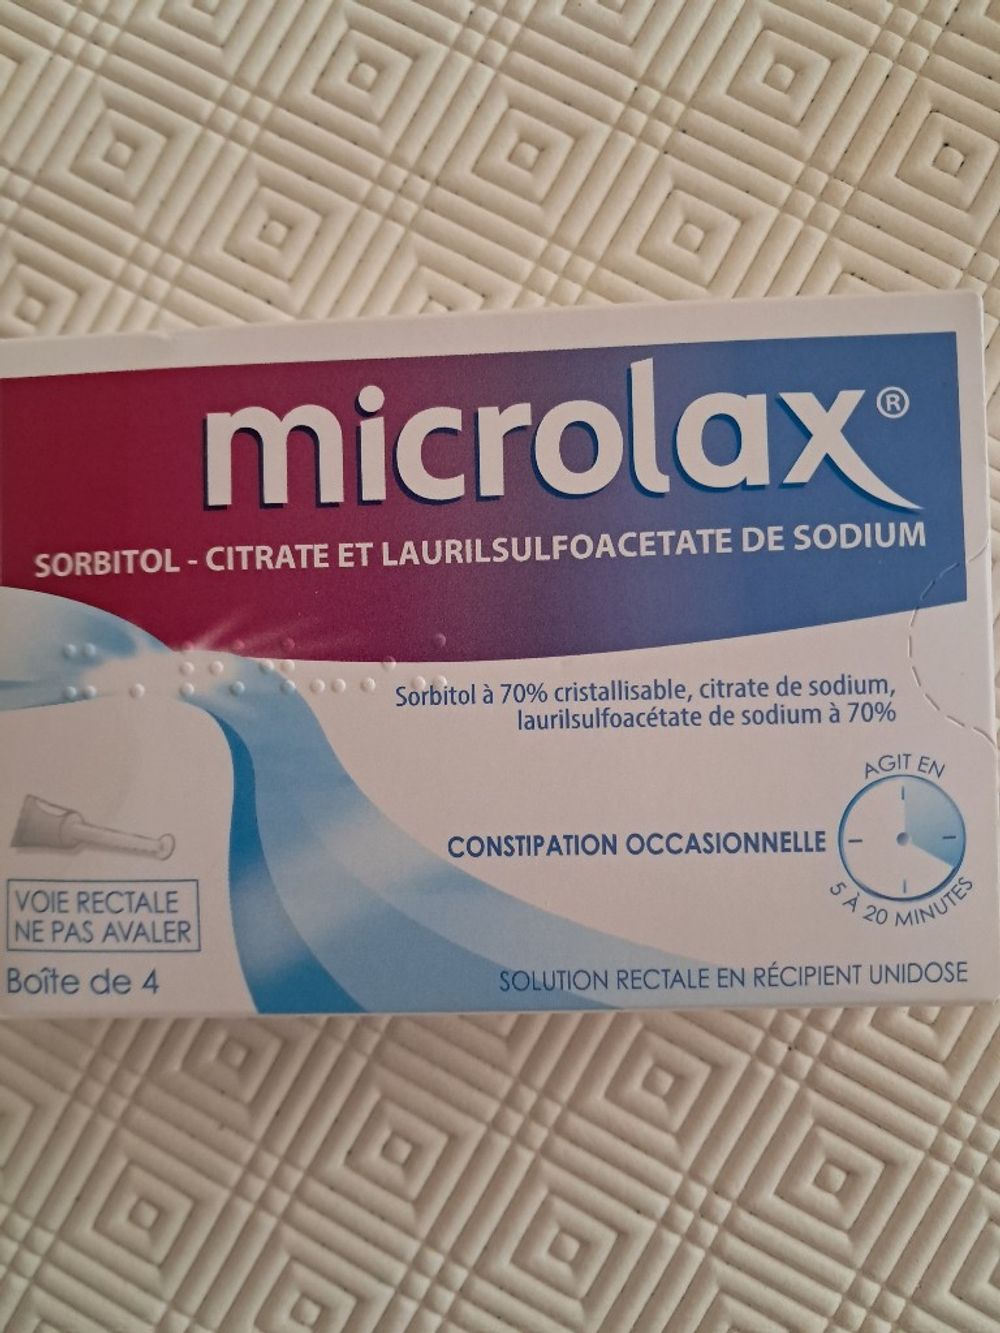 microlax®
SORBITOL - CITRATE ET LAURILSULFOACETATE DE SODIUM
Sorbitol à 70% cristallisable, citrate de sodium,
laurilsulfoacétate de sodium à 70%
AGIT EN
5 À 20 MINUTES
CONSTIPATION OCCASIONNELLE
VOIE RECTALE
NE PAS AVALER
Boîte de 4
SOLUTION RECTALE EN RÉCIPIENT UNIDOSE